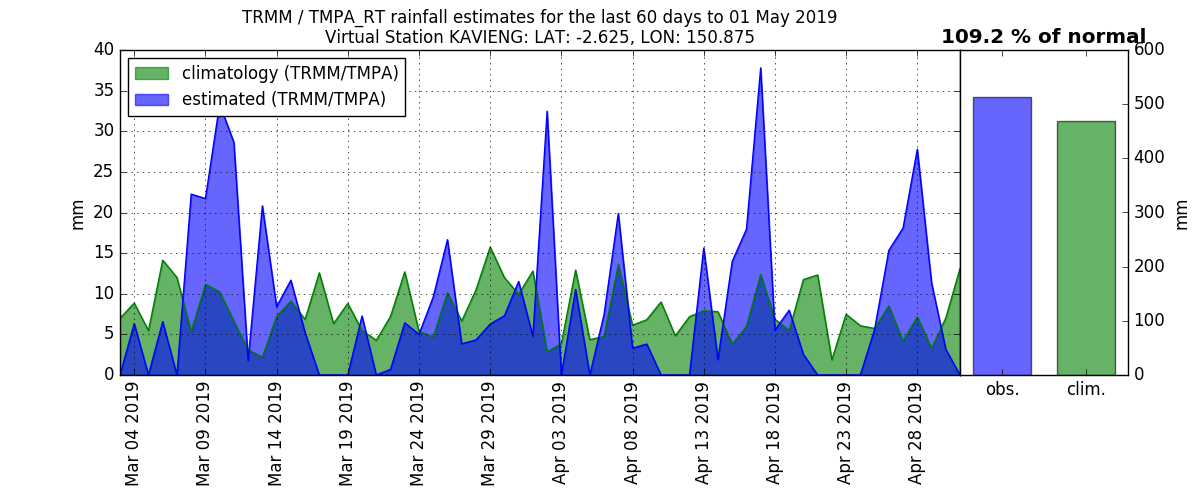 TRMM / TMPA_RT rainfall estimates for the last 60 days to 01 May 2019
Virtual Station KAVIENG: LAT: -2.625, LON: 150.875
109.2 % of normal
climatology (TRMM/TMPA)
estimated (TRMM/TMPA)
40
35
30
25
20
15
10
5
0
mm
Mar 04 2019
Mar 09 2019
Mar 14 2019
Mar 19 2019
Mar 24 2019
Mar 29 2019
Apr 03 2019
Apr 08 2019
Apr 13 2019
Apr 18 2019
Apr 23 2019
Apr 28 2019
obs.
clim.
600
500
400
300
200
100
0
mm